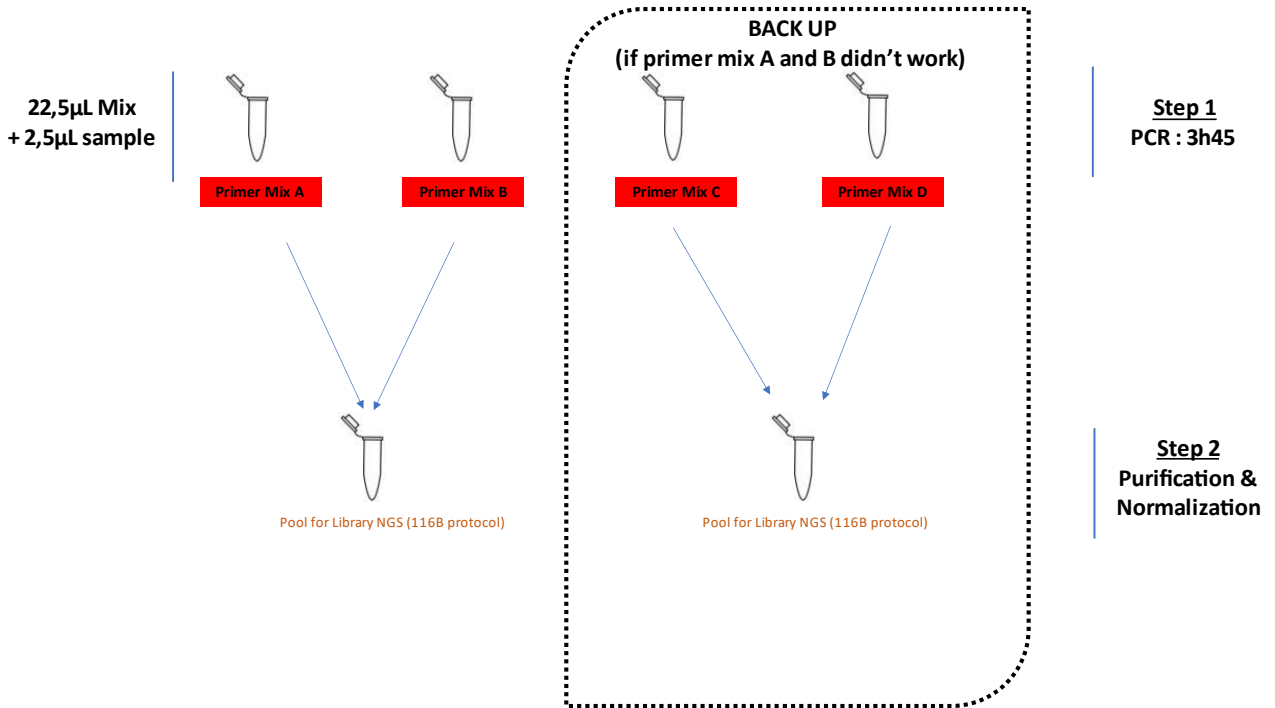 BACK UP
(if primer mix A and B didn't work)
22,5µL Mix
+ 2,5µL sample
Step 1
PCR : 3h45
Primer Mix A
Primer Mix B
Primer Mix C
Primer Mix D
Step 2
Purification &
Normalization
Pool for Library NGS (116B protocol)
Pool for Library NGS (116B protocol)